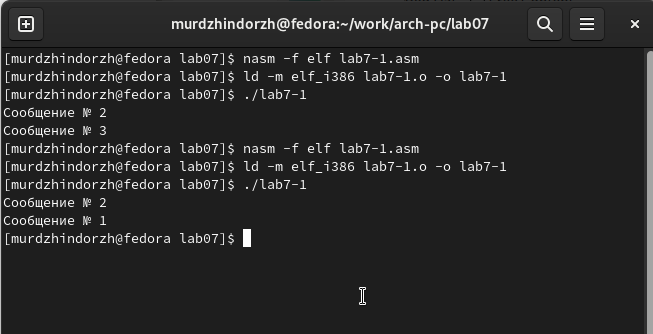 murdzhindorzh@fedora:~/work/arch-pc/lab07
[murdzhindorzh@fedora lab07]$ nasm -f elf lab7-1.asm
[murdzhindorzh@fedora lab07]$ ld -m elf_i386 lab7-1.o -o lab7-1
[murdzhindorzh@fedora lab07]$ ./lab7-1
Сообщение № 2
Сообщение № 3
[murdzhindorzh@fedora lab07]$ nasm -f elf lab7-1.asm
[murdzhindorzh@fedora lab07]$ ld -m elf_i386 lab7-1.o -o lab7-1
[murdzhindorzh@fedora lab07]$ ./lab7-1
Сообщение № 2
Сообщение № 1
[murdzhindorzh@fedora lab07]$